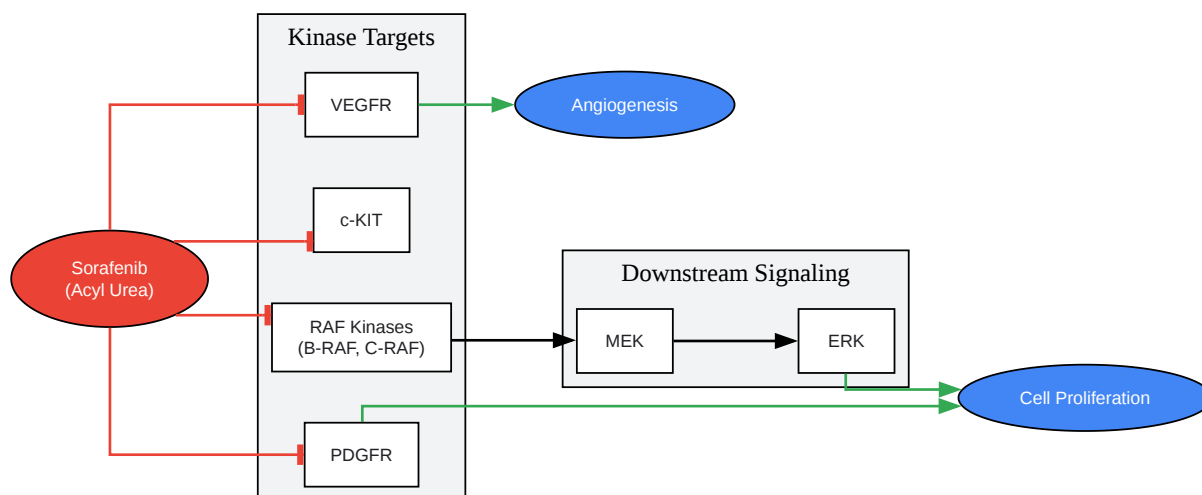 Kinase Targets
VEGFR
Angiogenesis
c-KIT
Sorafenib
(Acyl Urea)
Downstream Signaling
RAF Kinases
(B-RAF, C-RAF)
MEK
ERK
Cell Proliferation
PDGFR